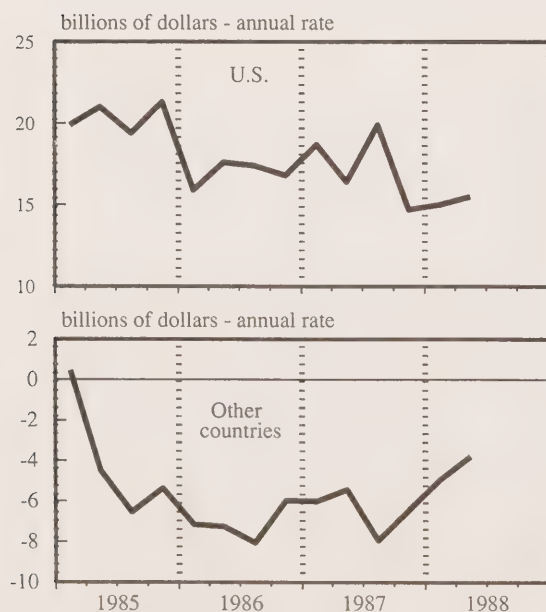 billions of dollars - annual rate
25
U.S.
20
15
10
billions of dollars - annual rate
2
0
-2
Other
countries
-4
-6
-8
-10
1985 1986 1987 1988